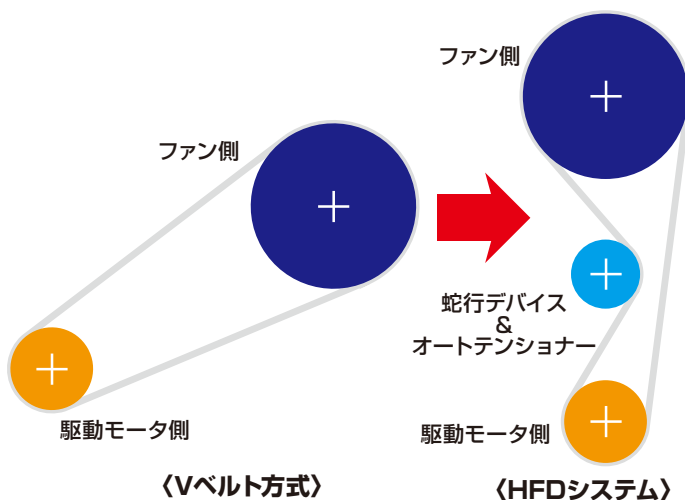 ファン側
駆動モータ側
〈Vベルト方式〉
ファン側
蛇行デバイス
&
オートテンショナー
駆動モータ側
〈HFDシステム〉